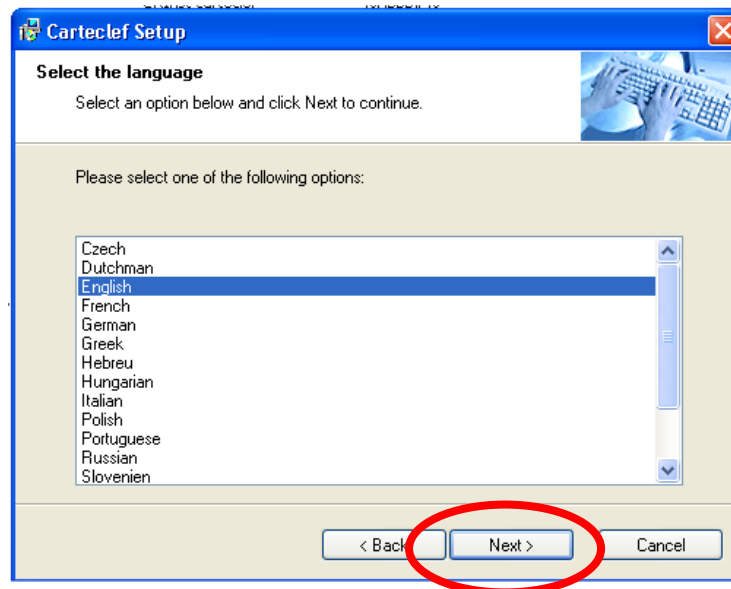 Carteclef Setup
Select the language
Select an option below and click Next to continue.
Please select one of the following options:
Czech
Dutchman
English
French
German
Greek
Hebreu
Hungarian
Italian
Polish
Portuguese
Russian
Slovenien
< Back Next > Cancel